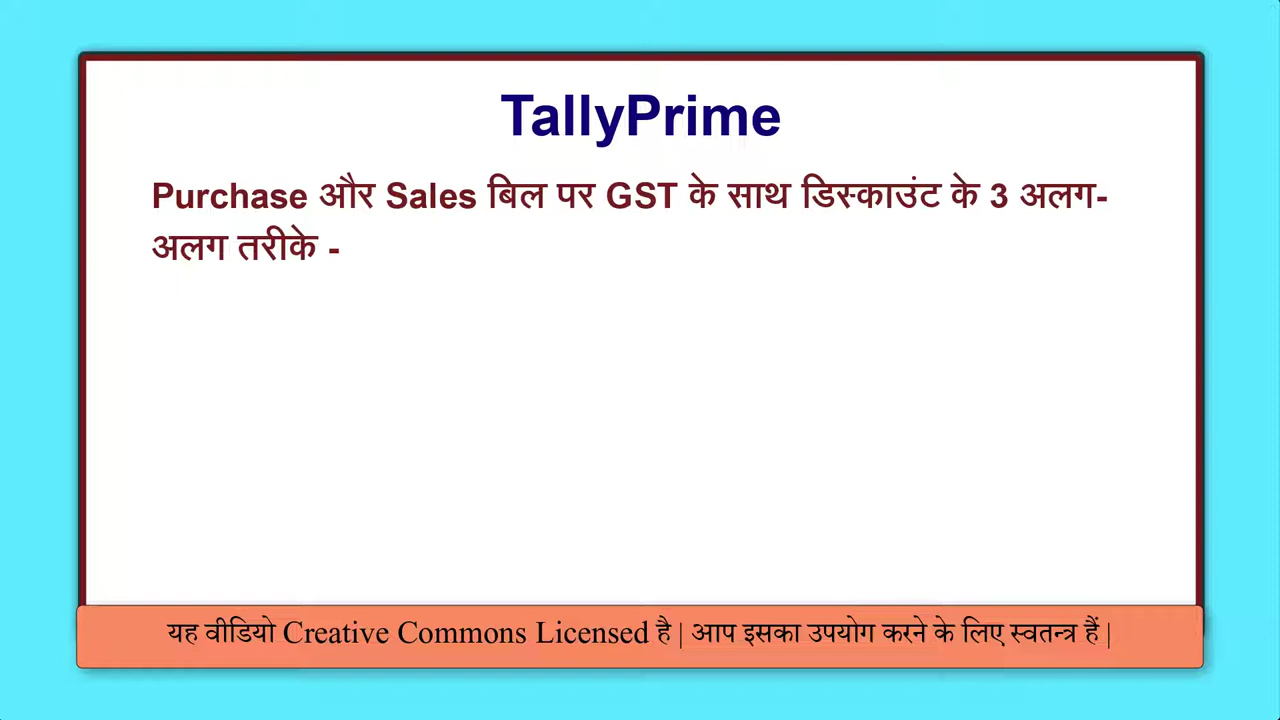 TallyPrime
Purchase और Sales बिल पर GST के साथ डिस्काउंट के 3 अलग-
अलग तरीके -
यह वीडियो Creative Commons Licensed है | आप इसका उपयोग करने के लिए स्वतन्त्र हैं |